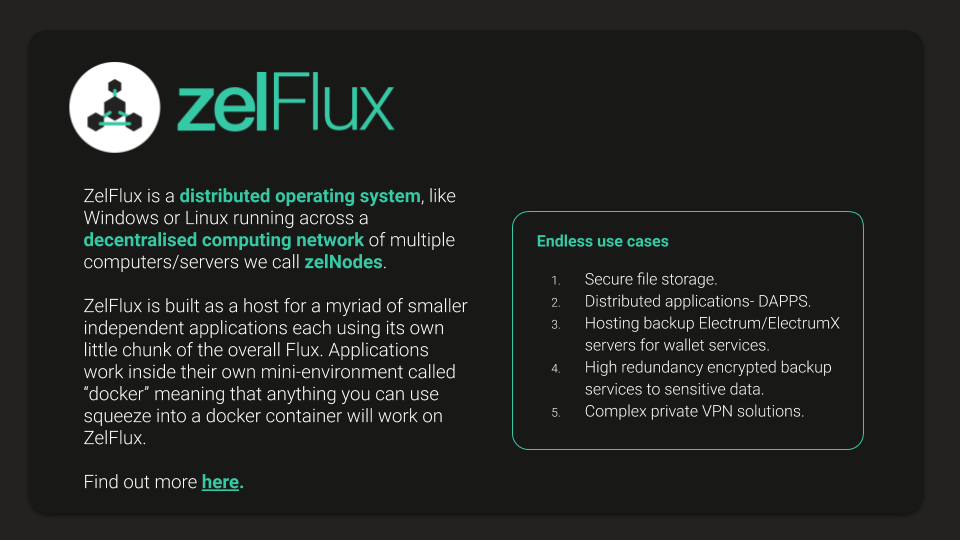 zelFlux
ZelFlux is a distributed operating system, like
Windows or Linux running across a
decentralised computing network of multiple
computers/servers we call zelNodes.
ZelFlux is built as a host for a myriad of smaller
independent applications each using its own
little chunk of the overall Flux. Applications
work inside their own mini-environment called
“docker” meaning that anything you can use
squeeze into a docker container will work on
ZelFlux.
Find out more here.
Endless use cases
1. Secure file storage.
2. Distributed applications- DAPPS.
3. Hosting backup Electrum/ElectrumX
servers for wallet services.
4. High redundancy encrypted backup
services to sensitive data.
5. Complex private VPN solutions.